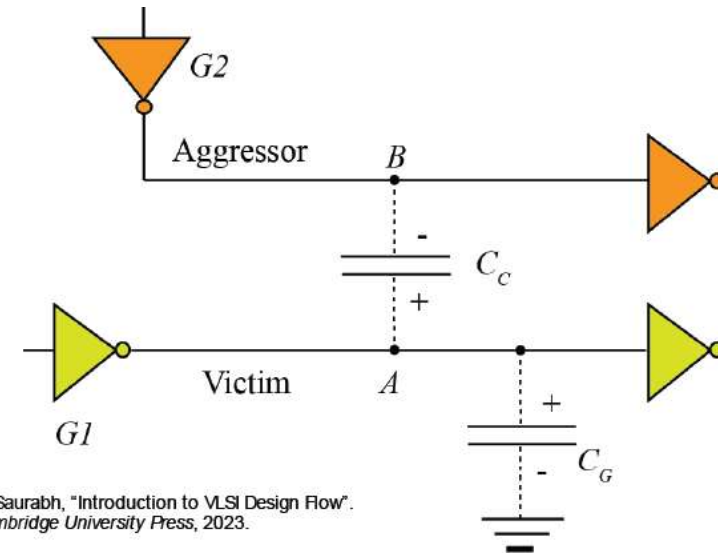 G2
Aggressor
B
-
C_C
+
Victim
A
G1
+
-
C_G
Saurabh, "Introduction to VLSI Design Flow".
mbridge University Press, 2023.